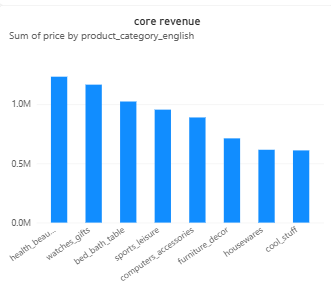 core revenue
Sum of price by product_category_english
1.0M
0.5M
0.0M
health_beau...
watches_gifts
bed_bath_table
sports_leisure
computers_accessories
furniture_decor
housewares
cool_stuff